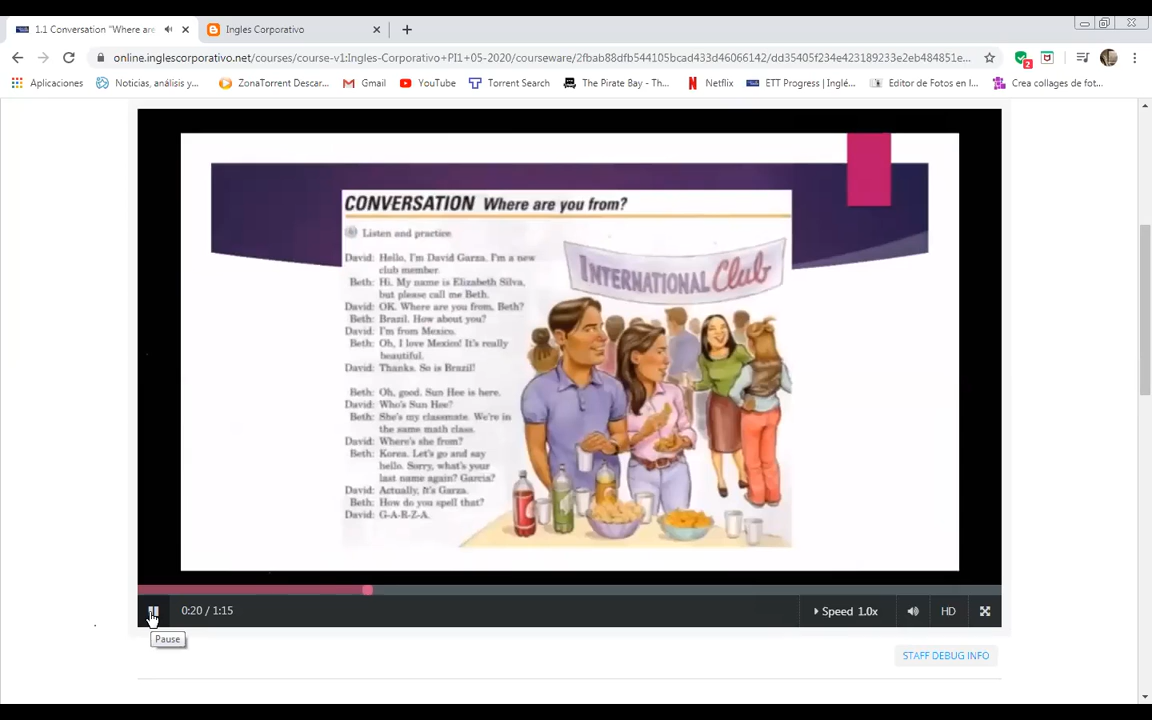 1.1 Conversation "Where are
Ingles Corporativo
online.inglescorporativo.net/courses/course-v1:Ingles-Corporativo+PI1+05-2020/courseware/2fbab88dfb544105bcad433d46066142/dd35405f234e423189233e2eb484851e...
2
Aplicaciones
Noticias, análisis y...
ZonaTorrent Descar...
Gmail
YouTube
Torrent Search
The Pirate Bay - Th...
Netflix
ETT Progress | Inglé...
Editor de Fotos en l...
Crea collages de fot...
CONVERSATION Where are you from?
Listen and practice
INTERNATIONAL Club
David: Hello, I'm David Garza. I'm a new
club member.
Beth: Hi. My name is Elizabeth Silva,
but please call me Beth.
David: OK. Where are you from, Beth?
Beth: Brazil. How about you?
David: I'm from Mexico.
Beth: Oh, I love Mexico! It's really
beautiful.
David: Thanks. So is Brazil!
Beth: Oh, good. Sun Hee is here.
David: Who's Sun Hee?
Beth: She's my classmate. We're in
the same math class.
David: Where's she from?
Beth: Korea. Let's go and say
hello. Sorry, what's your
last name again? Garcia?
David: Actually, it's Garza.
Beth: How do you spell that?
David: G-A-R-Z-A.
0:20 / 1:15
Speed 1.0x
HD
Pause
STAFF DEBUG INFO